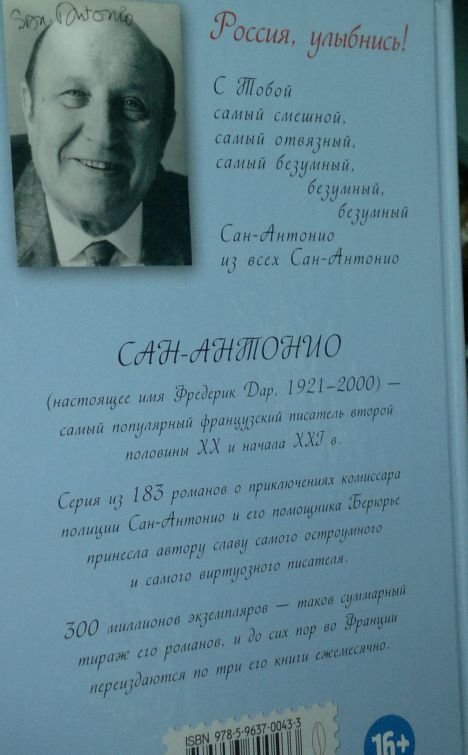 San-Antonio
Россия, улыбнись!
С Тобой
самый смешной,
самый отвязный,
самый безумный,
безумный,
безумный
Сан-Антонио
из всех Сан-Антонио
САН-АНТОНИО
(настоящее имя Фредерик Дар, 1921–2000) —
самый популярный французский писатель второй
половины XX и начала XXI в.
Серия из 183 романов о приключениях комиссара
полиции Сан-Антонио и его помощника Берюрье
принесла автору славу самого остроумного
и самого виртуозного писателя.
300 миллионов экземпляров — таков суммарный
тираж его романов, и до сих пор во Франции
переиздаются по три его книги ежемесячно.
ISBN 978-5-9637-0043-3
16+